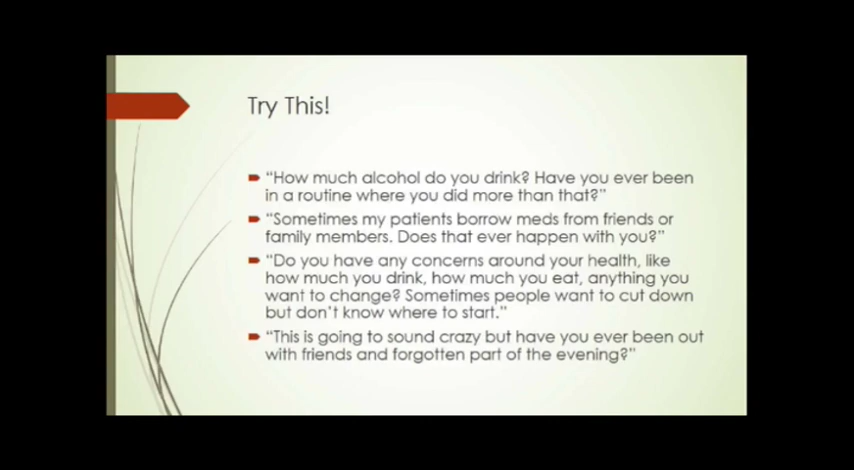 Try This!
“How much alcohol do you drink? Have you ever been
in a routine where you did more than that?”
“Sometimes my patients borrow meds from friends or
family members. Does that ever happen with you?”
“Do you have any concerns around your health, like
how much you drink, how much you eat, anything you
want to change? Sometimes people want to cut down
but don’t know where to start.”
“This is going to sound crazy but have you ever been out
with friends and forgotten part of the evening?”